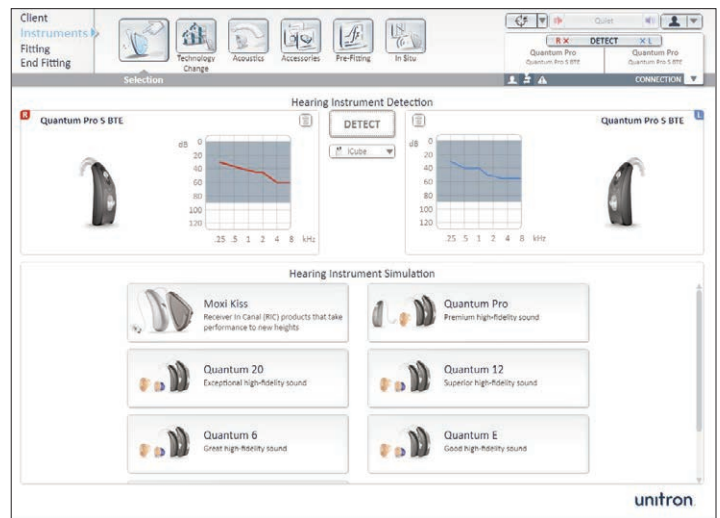 Client
Instruments
Fitting
End Fitting
Selection
Technology
Change
Acoustics
Accessories
Pre-Fitting
In Situ
Quiet
R X DETECT X L
Quantum Pro
Quantum Pro S BTE
Quantum Pro
Quantum Pro S BTE
CONNECTION
Hearing Instrument Detection
R
Quantum Pro S BTE
dB
0
20
40
60
80
100
120
.25 .5 1 2 4 8 kHz
DETECT
iCube
L
Quantum Pro S BTE
dB
0
20
40
60
80
100
120
.25 .5 1 2 4 8 kHz
Hearing Instrument Simulation
Moxi Kiss
Receiver In Canal (RIC) products that take
performance to new heights
Quantum Pro
Premium high-fidelity sound
Quantum 20
Exceptional high-fidelity sound
Quantum 12
Superior high-fidelity sound
Quantum 6
Great high-fidelity sound
Quantum E
Good high-fidelity sound
unitron